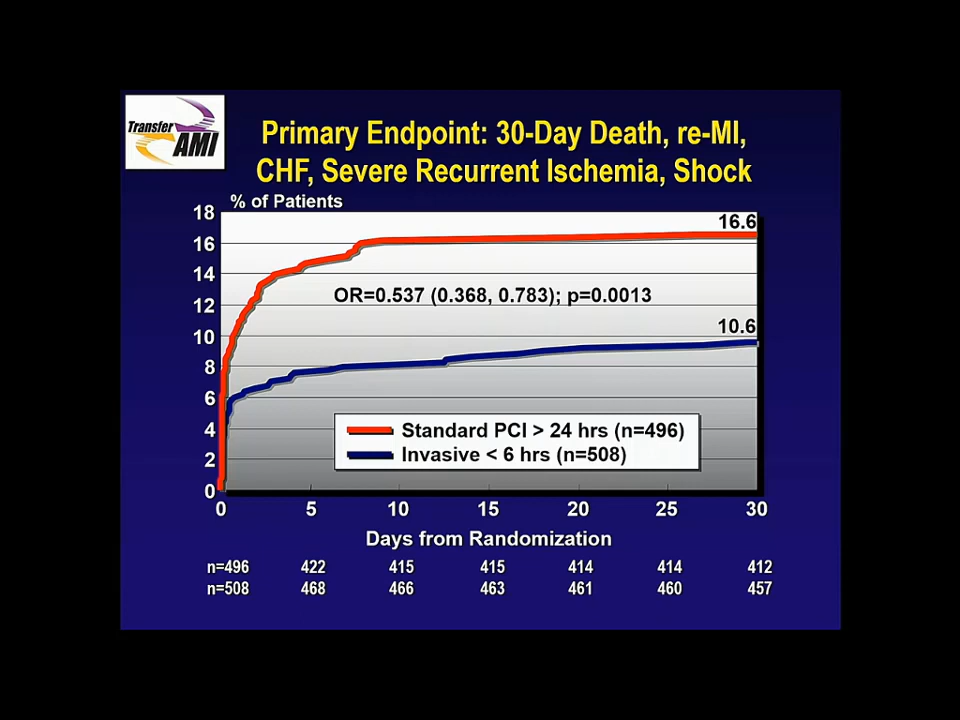 Transfer
AMI
Primary Endpoint: 30-Day Death, re-MI,
CHF, Severe Recurrent Ischemia, Shock
% of Patients
18
16
14
12
10
8
6
4
2
0
16.6
OR=0.537 (0.368, 0.783); p=0.0013
10.6
Standard PCI > 24 hrs (n=496)
Invasive < 6 hrs (n=508)
0 5 10 15 20 25 30
Days from Randomization
n=496 422 415 415 414 414 412
n=508 468 466 463 461 460 457